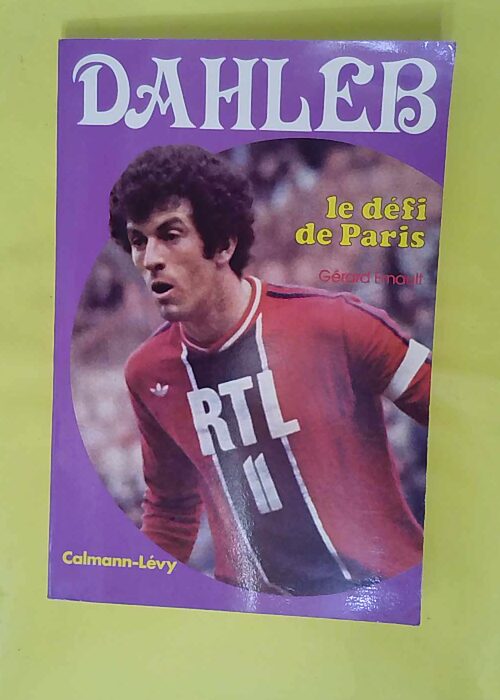 DAHLEB
le défi
de Paris
Gérard Ernault
RTL
11
Calmann-Lévy